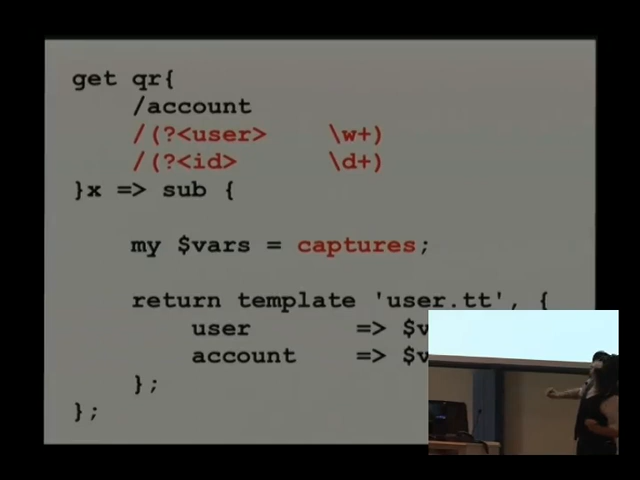 get qr{
/account
/(?<user> \w+)
/(?<id> \d+)
}x => sub {
my $vars = captures;
return template 'user.tt', {
user => $v
account => $v
};
};